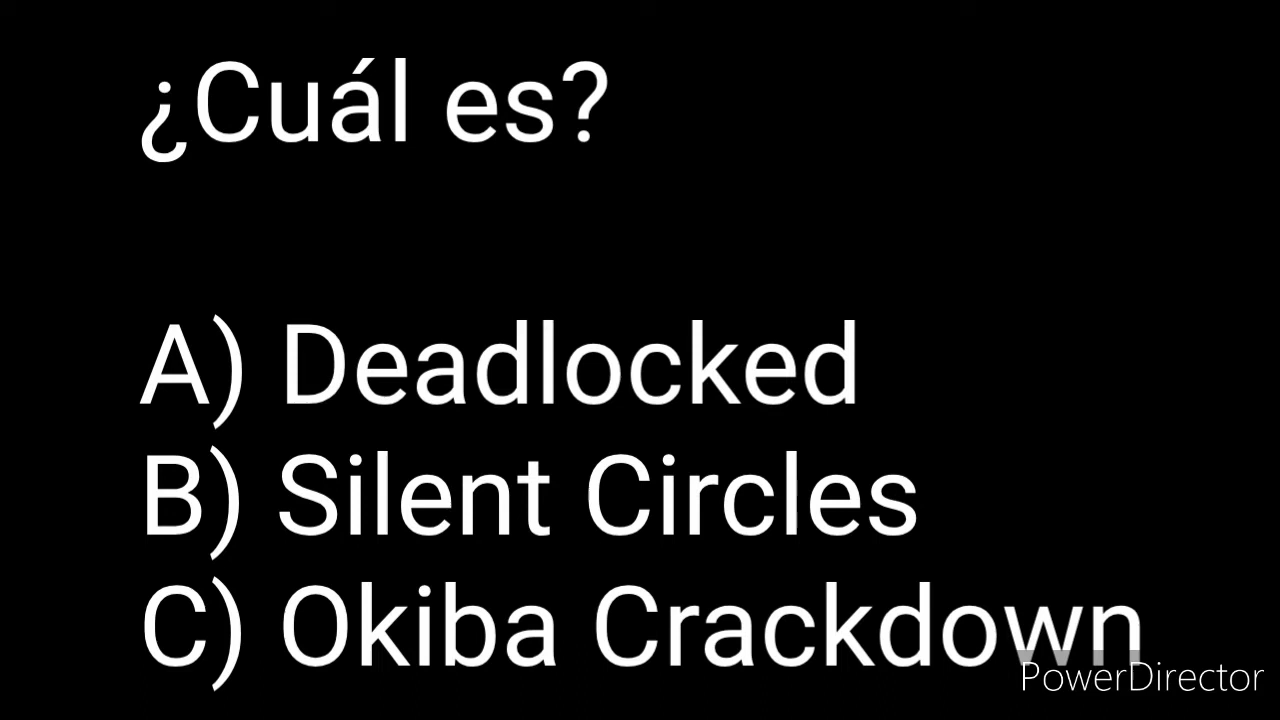 ¿Cuál es?
A) Deadlocked
B) Silent Circles
C) Okiba Crackdown
PowerDirector